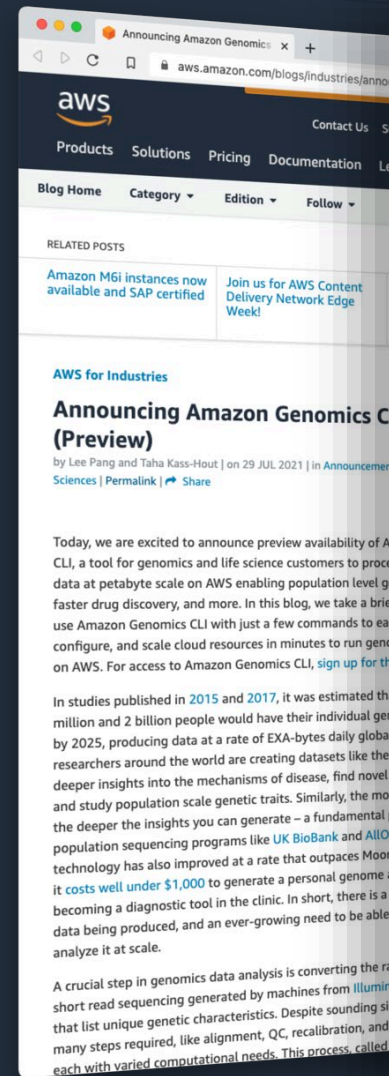 Announcing Amazon Genomics × +
aws.amazon.com/blogs/industries/
aws
Contact Us
Products Solutions Pricing Documentation
Blog Home Category Edition Follow
RELATED POSTS
Amazon M6i instances now
available and SAP certified
Join us for AWS Content
Delivery Network Edge
Week!
AWS for Industries
Announcing Amazon Genomics
(Preview)
by Lee Pang and Taha Kass-Hout | on 29 JUL 2021 | in
Sciences | Permalink | Share
Today, we are excited to announce preview availability of
CLI, a tool for genomics and life science customers to
data at petabyte scale on AWS enabling population level
faster drug discovery, and more. In this blog, we take a
use Amazon Genomics CLI with just a few commands to
configure, and scale cloud resources in minutes to run
on AWS. For access to Amazon Genomics CLI, sign up for
In studies published in 2015 and 2017, it was estimated
million and 2 billion people would have their individual
by 2025, producing data at a rate of EXA-bytes daily
researchers around the world are creating datasets like the
deeper insights into the mechanisms of disease, find novel
and study population scale genetic traits. Similarly, the
the deeper the insights you can generate – a fundamental
population sequencing programs like UK BioBank and
technology has also improved at a rate that outpaces
it costs well under $1,000 to generate a personal genome
becoming a diagnostic tool in the clinic. In short, there is a
data being produced, and an ever-growing need to be able
analyze it at scale.
A crucial step in genomics data analysis is converting the
short read sequencing generated by machines from
that list unique genetic characteristics. Despite sounding
many steps required, like alignment, QC, recalibration, and
each with varied computational needs. This process, called